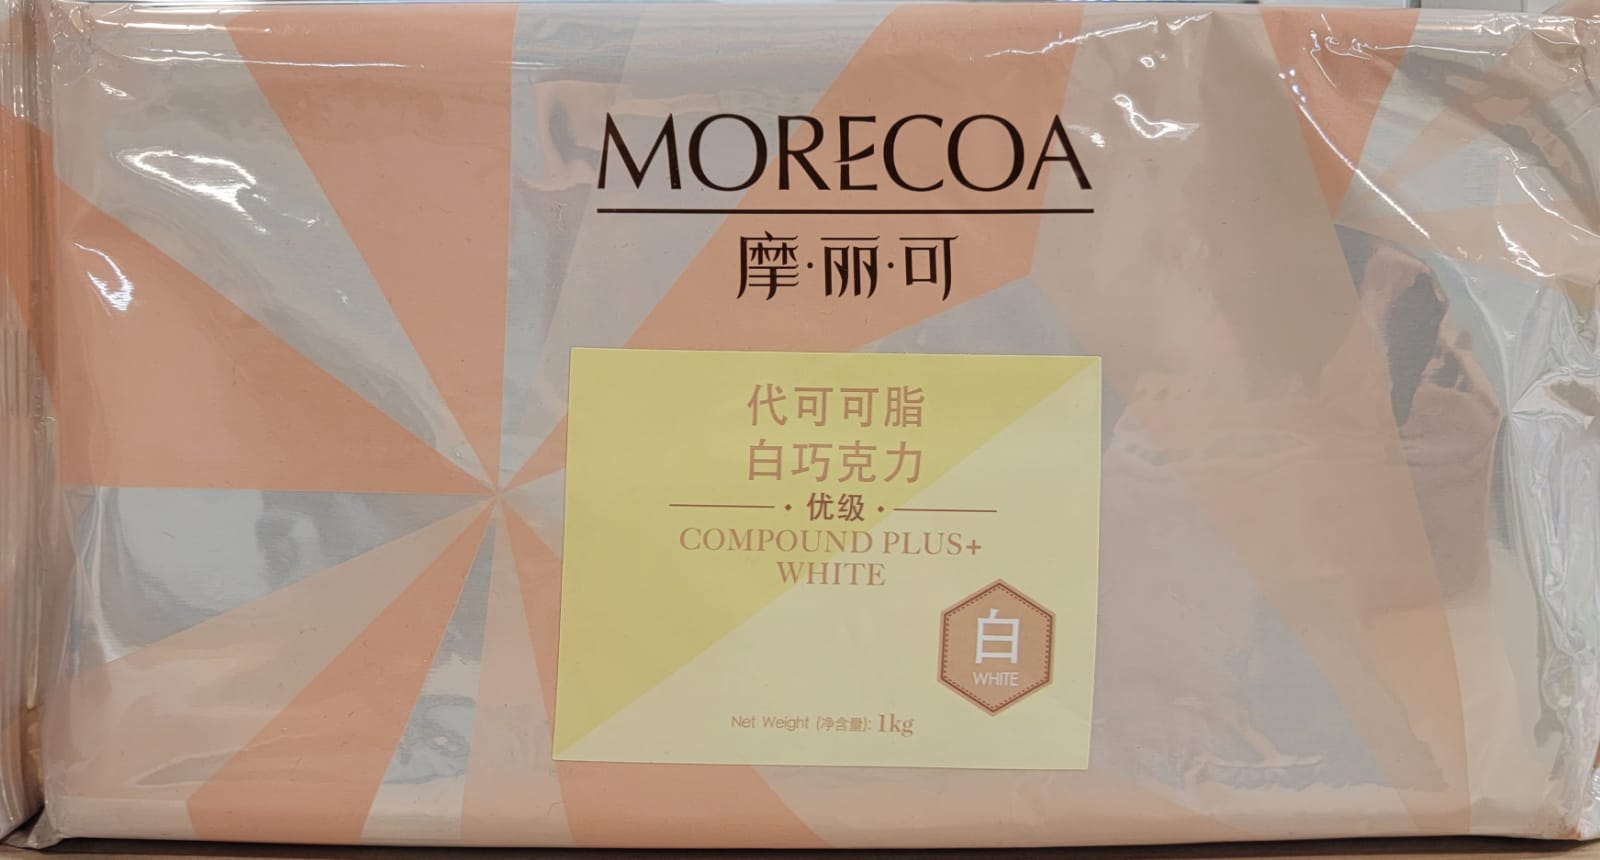 MORECOA
摩·丽·可
代可可脂
白巧克力
·优级·
COMPOUND PLUS+
WHITE
白
WHITE
Net Weight (净含量): 1kg